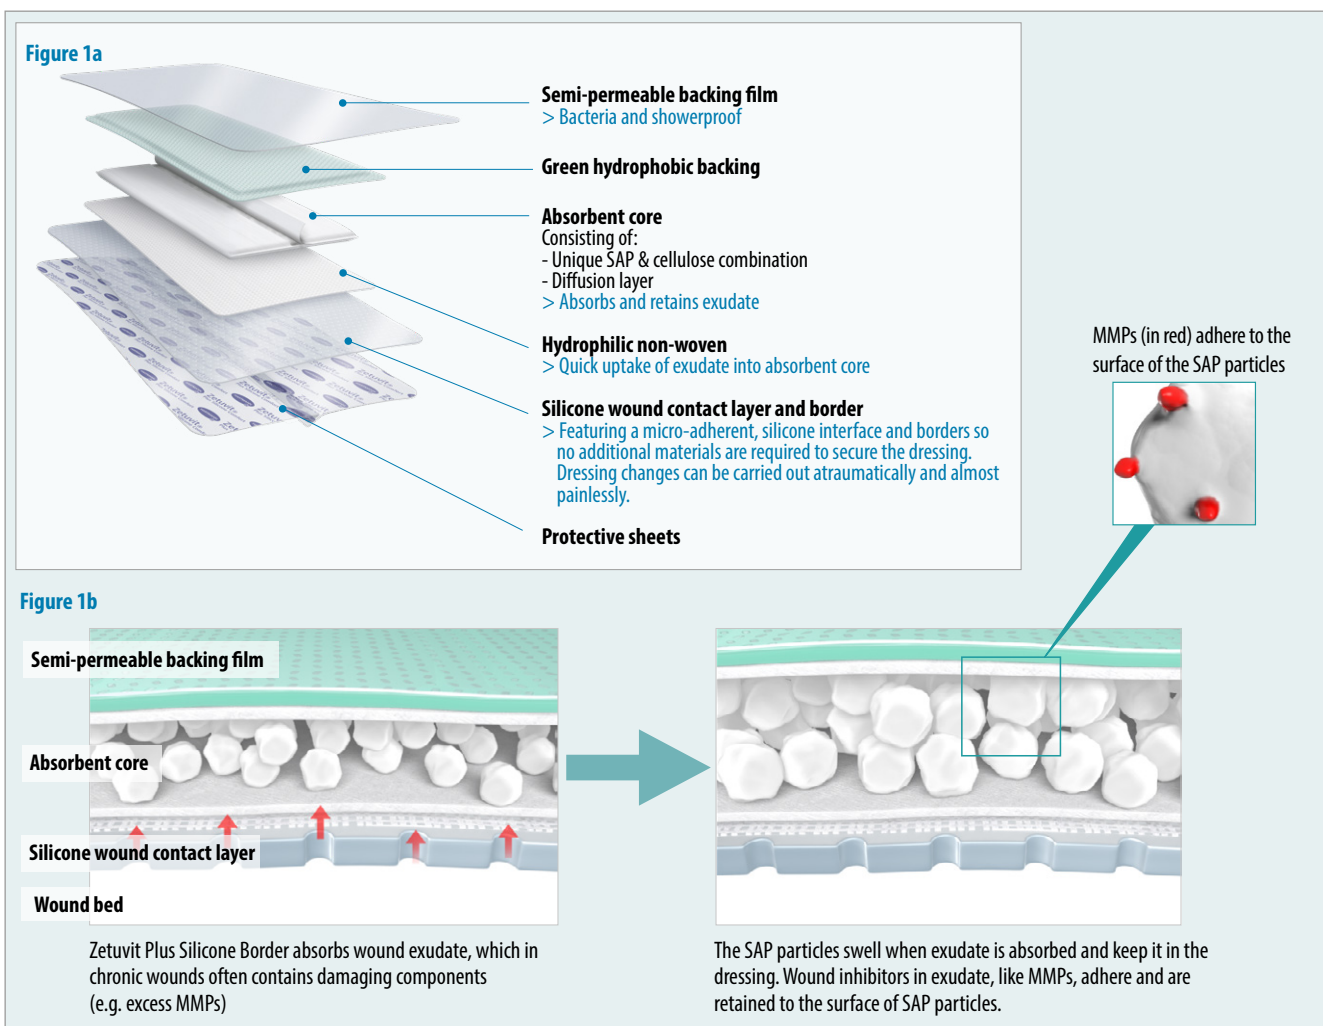 Figure 1a
Semi-permeable backing film
> Bacteria and showerproof
Green hydrophobic backing
Absorbent core
Consisting of:
- Unique SAP & cellulose combination
- Diffusion layer
> Absorbs and retains exudate
Hydrophilic non-woven
> Quick uptake of exudate into absorbent core
Silicone wound contact layer and border
> Featuring a micro-adherent, silicone interface and borders so
no additional materials are required to secure the dressing.
Dressing changes can be carried out atraumatically and almost
painlessly.
Protective sheets
Zetuvit
MMPs (in red) adhere to the
surface of the SAP particles
Figure 1b
Semi-permeable backing film
Absorbent core
Silicone wound contact layer
Wound bed
Zetuvit Plus Silicone Border absorbs wound exudate, which in
chronic wounds often contains damaging components
(e.g. excess MMPs)
The SAP particles swell when exudate is absorbed and keep it in the
dressing. Wound inhibitors in exudate, like MMPs, adhere and are
retained to the surface of SAP particles.